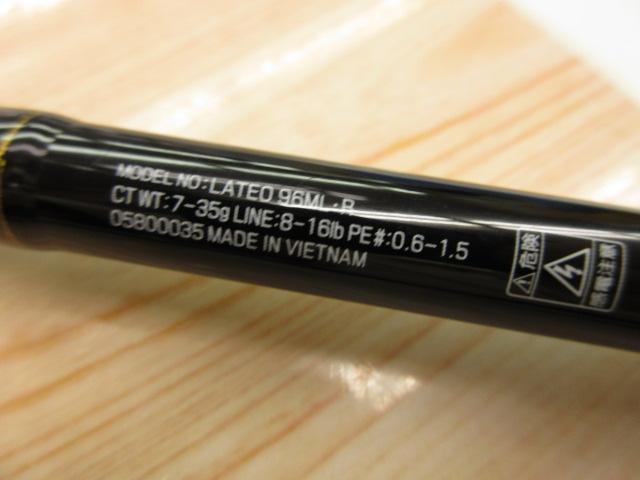 MODEL NO:LATEO 96ML・R
CT WT:7-35g LINE:8-16lb PE#:0.6-1.5
05800035 MADE IN VIETNAM
危険
感電注意